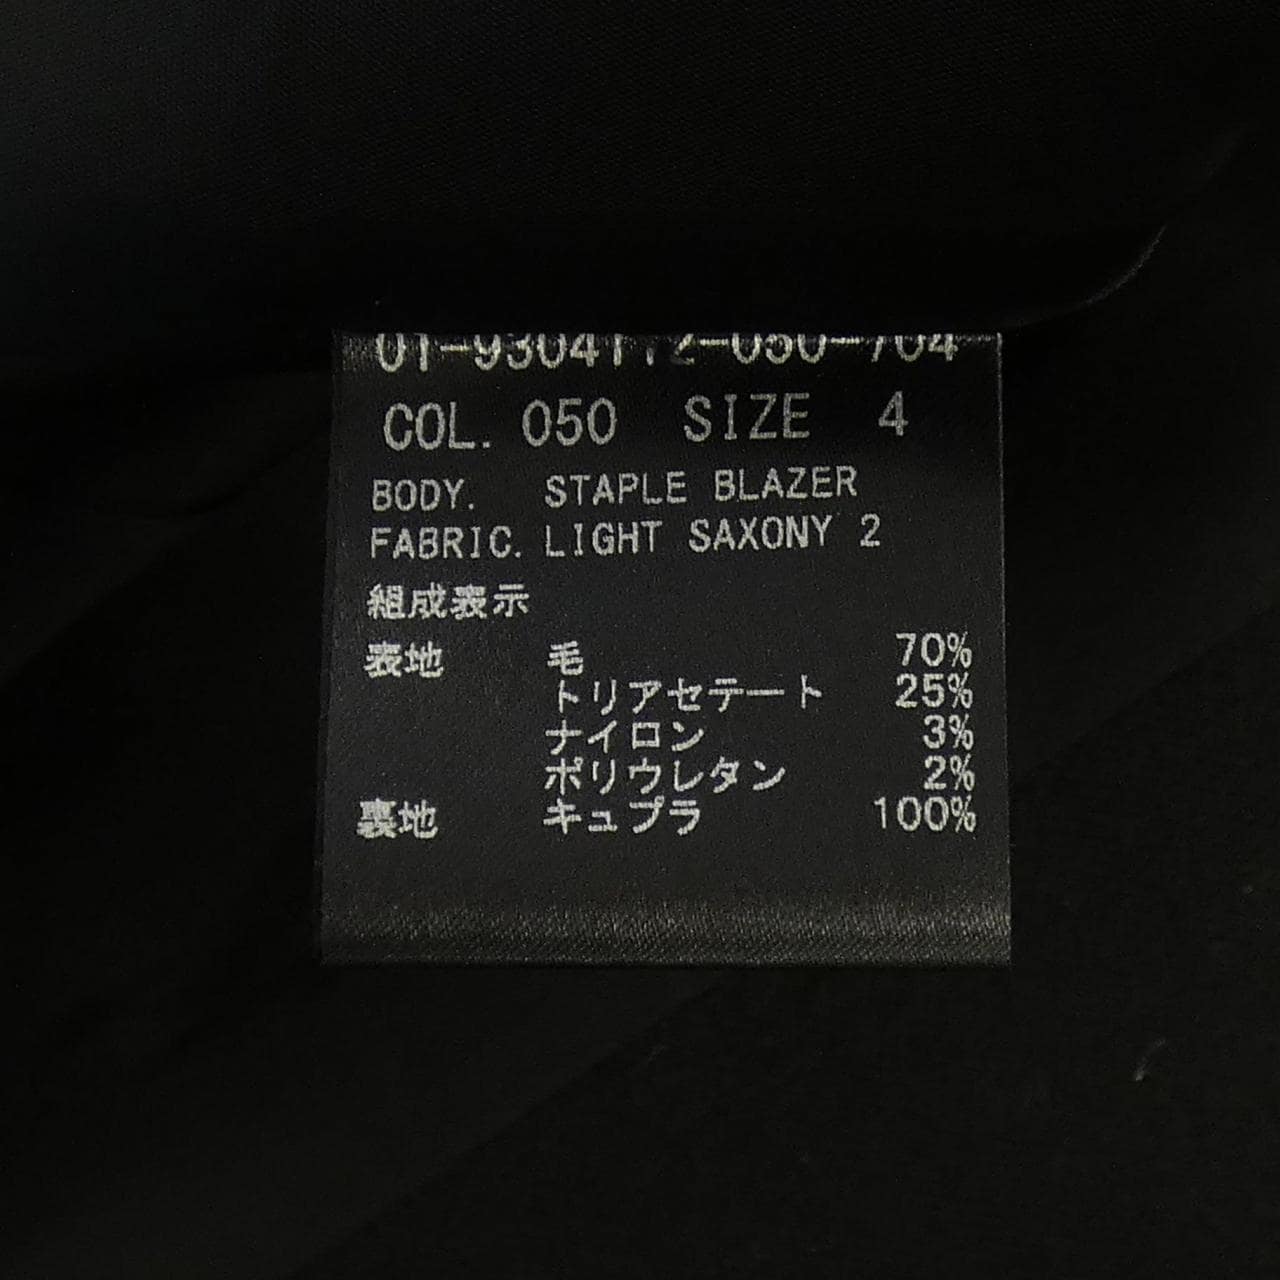 COL. 050 SIZE 4
BODY. STAPLE BLAZER
FABRIC. LIGHT SAXONY 2
組成表示
表地 毛 70%
トリアセテート 25%
ナイロン 3%
ポリウレタン 2%
裏地 キュプラ 100%